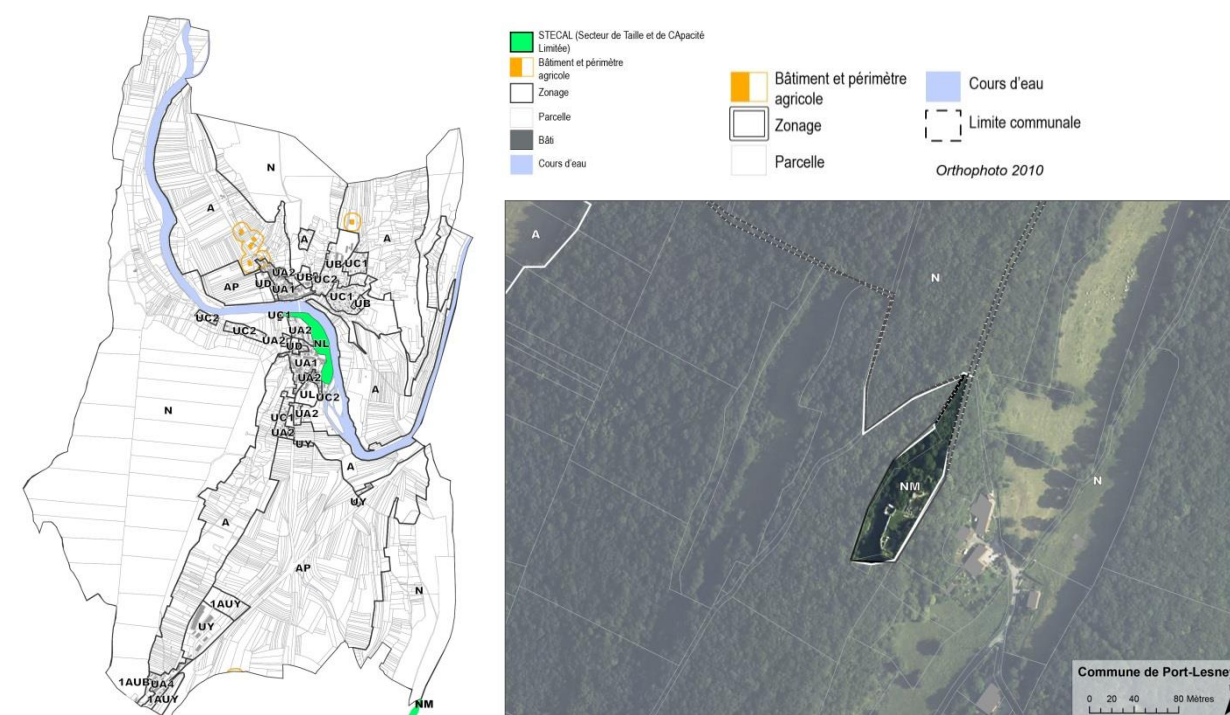 STECAL (Secteur de Taille et de CApacité
Limitée)
Bâtiment et périmètre
agricole
Zonage
Parcelle
Bâti
Cours d'eau
Bâtiment et périmètre
agricole
Zonage
Parcelle
Cours d'eau
Limite communale
Orthophoto 2010
N
A
A
A
UB
UC1
UA2
UB
UC2
UD
UA1
AP
UC1
UB
UC2
UC1
UC2
UA2
NL
UA2
UD
UA1
UA2
A
N
UL
UC2
UC1
UA2
UA2
UY
A
UY
A
AP
N
1AUY
UY
1AUB
UA4
1AUY
NM
A
N
NM
N
Commune de Port-Lesney
0 20 40 80 Mètres